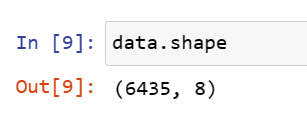 In [9]: data.shape
Out[9]: (6435, 8)